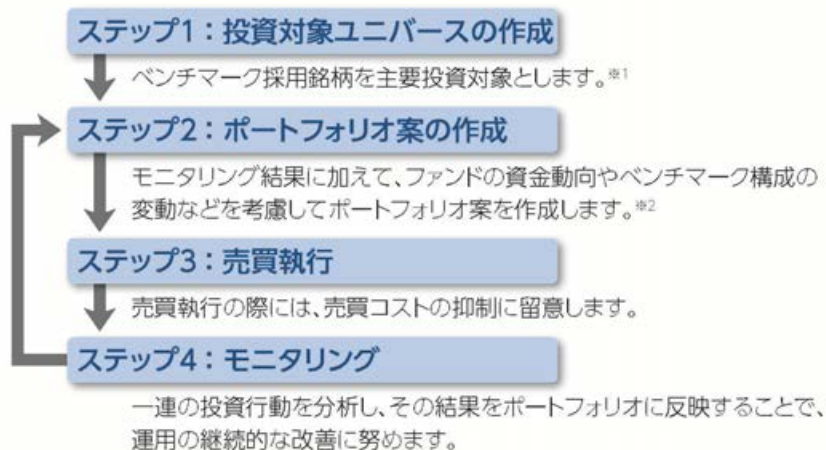 ステップ1：投資対象ユニバースの作成
ベンチマーク採用銘柄を主要投資対象とします。※1
ステップ2：ポートフォリオ案の作成
モニタリング結果に加えて、ファンドの資金動向やベンチマーク構成の
変動などを考慮してポートフォリオ案を作成します。※2
ステップ3：売買執行
売買執行の際には、売買コストの抑制に留意します。
ステップ4：モニタリング
一連の投資行動を分析し、その結果をポートフォリオに反映することで、
運用の継続的な改善に努めます。